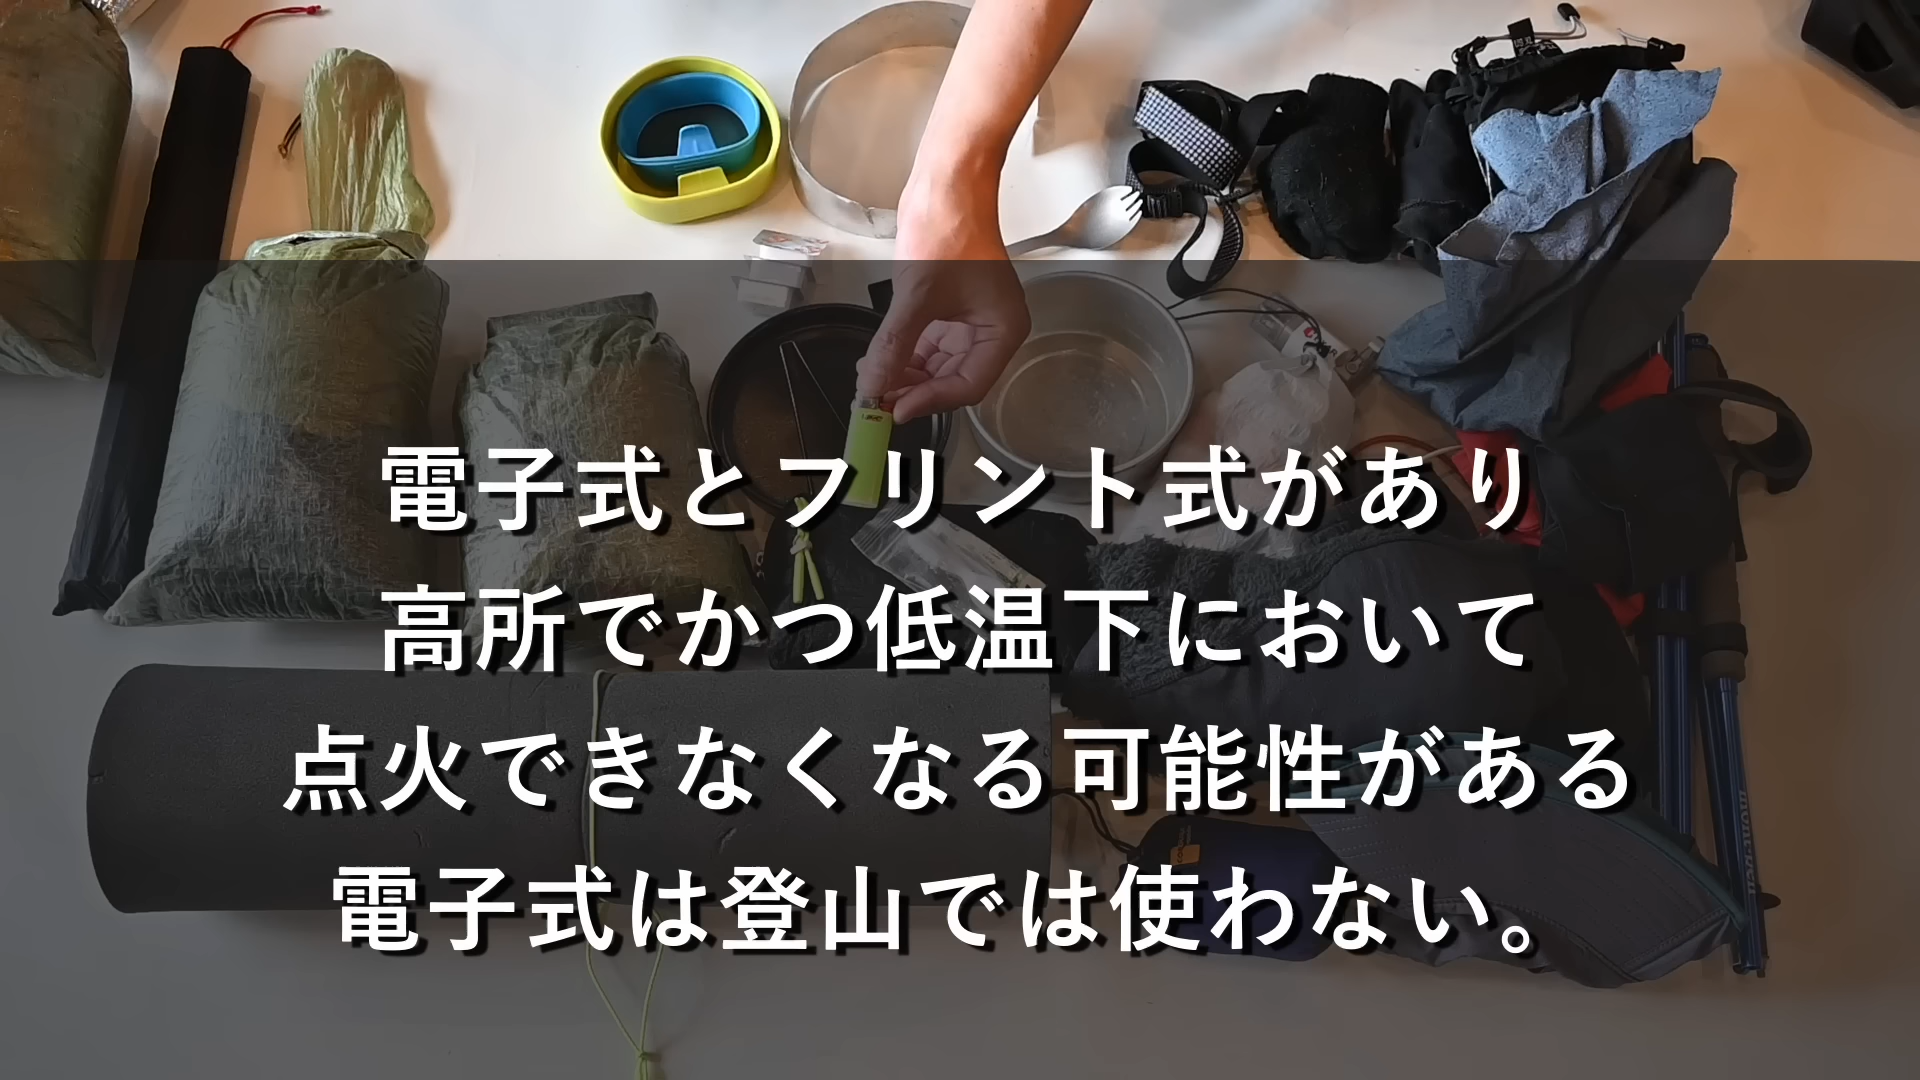 電子式とフリント式があり
高所でかつ低温下において
点火できなくなる可能性がある
電子式は登山では使わない。